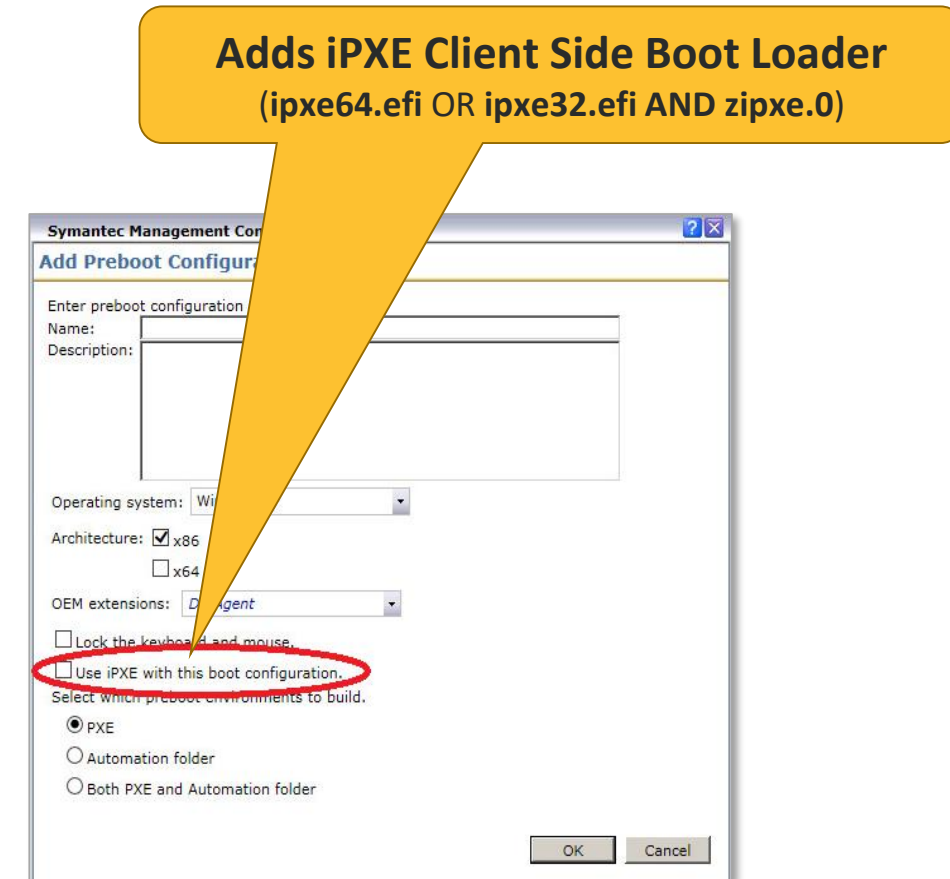 Adds iPXE Client Side Boot Loader
(ipxe64.efi OR ipxe32.efi AND zipxe.0)
Symantec Management Con
Add Preboot Configura
Enter preboot configuration
Name:
Description:
Operating system: Wi
Architecture: x86
x64
OEM extensions: D Agent
Lock the keyboard and mouse.
Use iPXE with this boot configuration.
Select which preboot environments to build.
PXE
Automation folder
Both PXE and Automation folder
OK Cancel